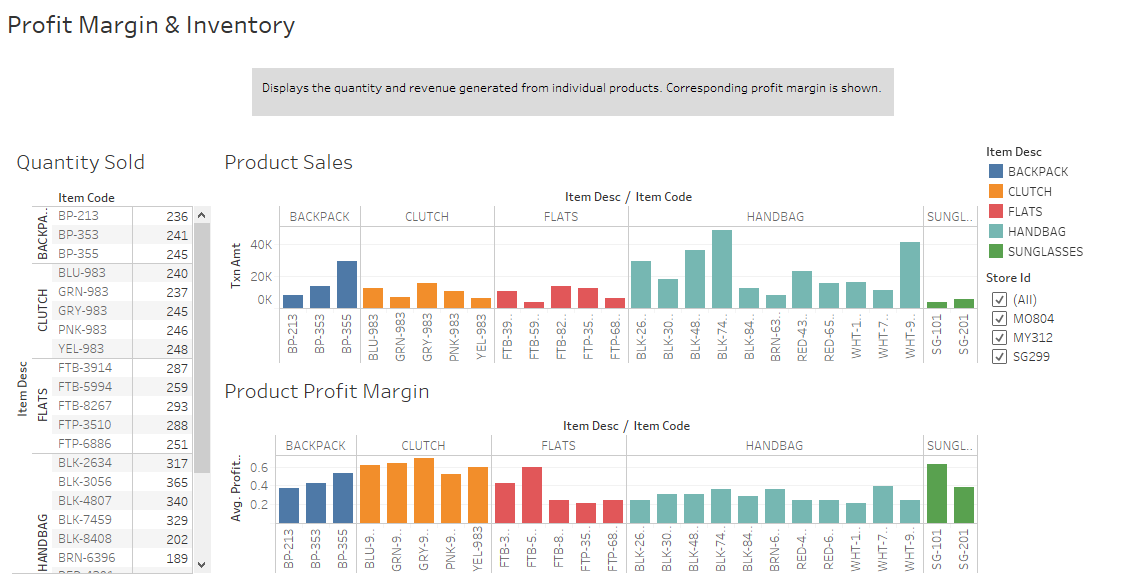 Profit Margin & Inventory
Displays the quantity and revenue generated from individual products. Corresponding profit margin is shown.
Quantity Sold
Item Code
Item Desc
BACKPA..
BP-213 236
BP-353 241
BP-355 245
CLUTCH
BLU-983 240
GRN-983 237
GRY-983 245
PNK-983 246
YEL-983 248
FLATS
FTB-3914 287
FTB-5994 259
FTB-8267 293
FTP-3510 288
FTP-6886 251
HANDBAG
BLK-2634 317
BLK-3056 365
BLK-4807 340
BLK-7459 329
BLK-8408 202
BRN-6396 189
Product Sales
Item Desc / Item Code
BACKPACK CLUTCH FLATS HANDBAG SUNGL..
Txn Amt
40K
20K
0K
BP-213 BP-353 BP-355 BLU-983 GRN-983 GRY-983 PNK-983 YEL-983 FTB-39.. FTB-59.. FTB-82.. FTP-35.. FTP-68.. BLK-26.. BLK-30.. BLK-48.. BLK-74.. BLK-84.. BRN-63.. RED-43.. RED-65.. WHT-1.. WHT-7.. WHT-9.. SG-101 SG-201
Product Profit Margin
Item Desc / Item Code
BACKPACK CLUTCH FLATS HANDBAG SUNGL..
Avg. Profit..
0.6
0.4
0.2
BP-213 BP-353 BP-355 BLU-9.. GRN-9.. GRY-9.. PNK-9.. YEL-983 FTB-3.. FTB-5.. FTB-8.. FTP-35.. FTP-68.. BLK-26.. BLK-30.. BLK-48.. BLK-74.. BLK-84.. BRN-6.. RED-4.. RED-6.. WHT-1.. WHT-7.. WHT-9.. SG-101 SG-201
Item Desc
BACKPACK
CLUTCH
FLATS
HANDBAG
SUNGLASSES
Store Id
(All)
MO804
MY312
SG299